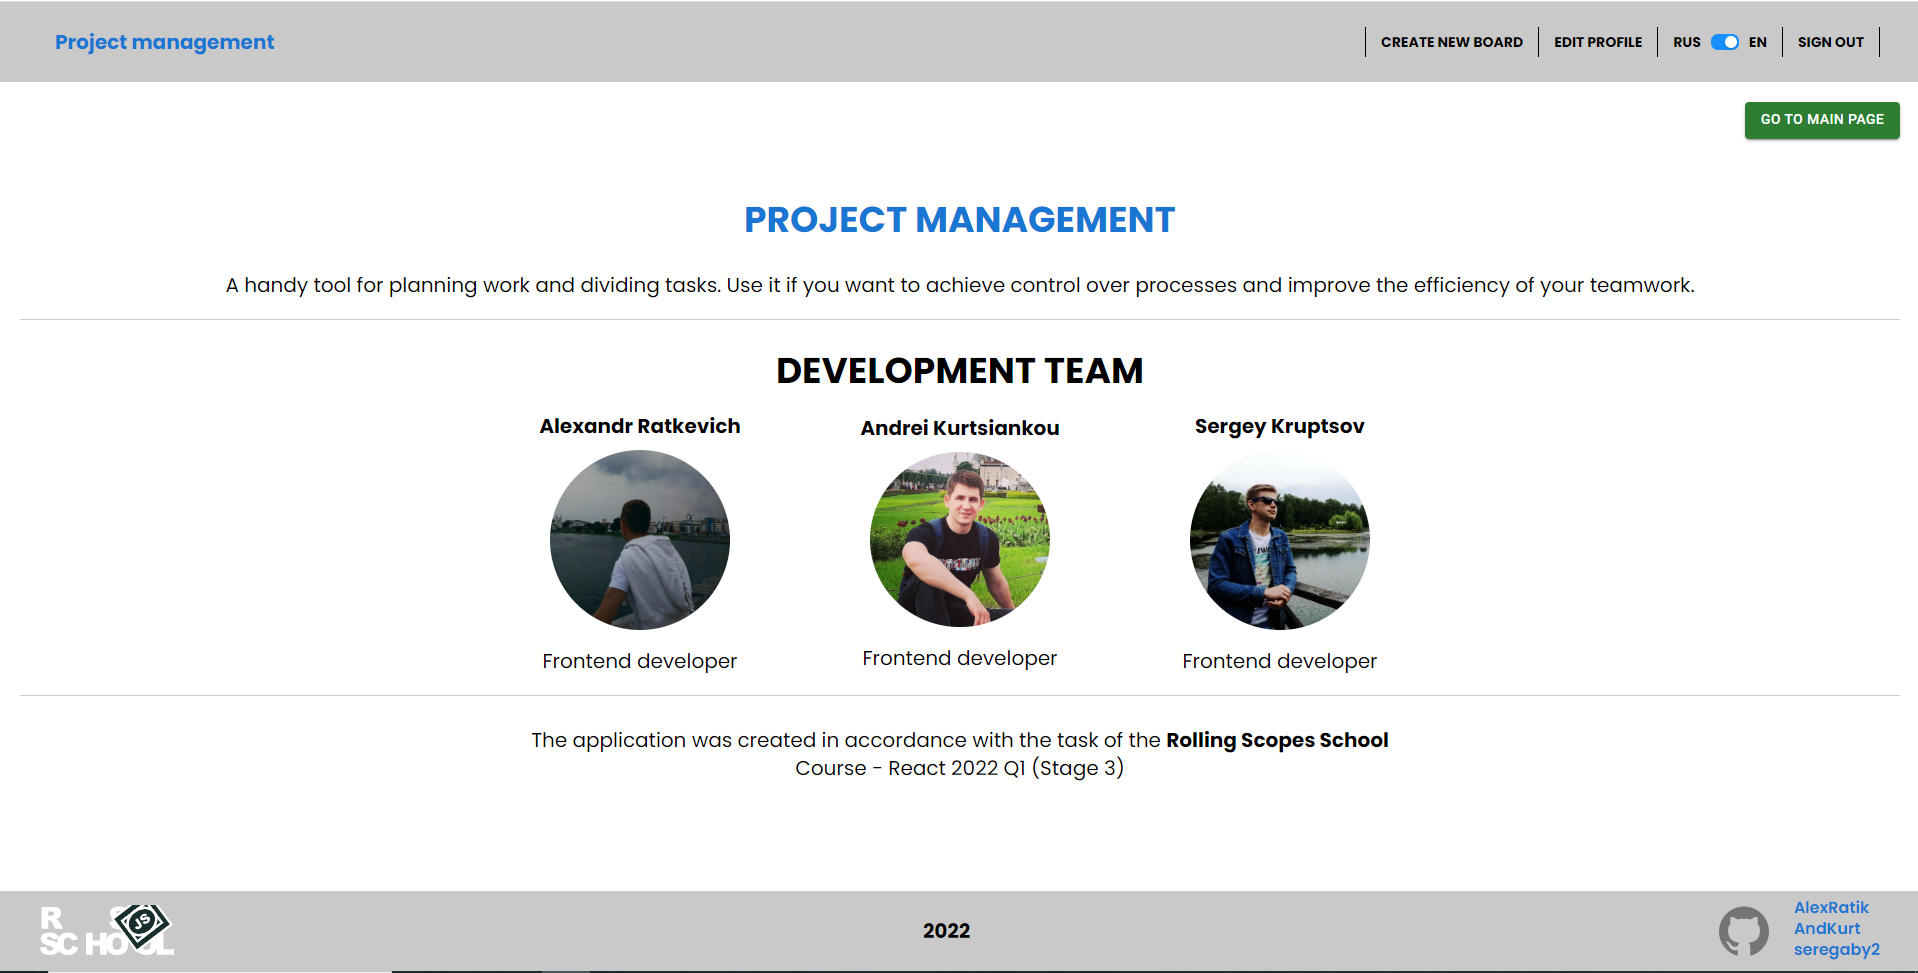 Project management
CREATE NEW BOARD
EDIT PROFILE
RUS EN
SIGN OUT
GO TO MAIN PAGE
PROJECT MANAGEMENT
A handy tool for planning work and dividing tasks. Use it if you want to achieve control over processes and improve the efficiency of your teamwork.
DEVELOPMENT TEAM
Alexandr Ratkevich
Andrei Kurtsiankou
Sergey Kruptsov
Frontend developer
Frontend developer
Frontend developer
The application was created in accordance with the task of the Rolling Scopes School
Course - React 2022 Q1 (Stage 3)
R S
SCHOOL
JS
2022
AlexRatik
AndKurt
seregaby2